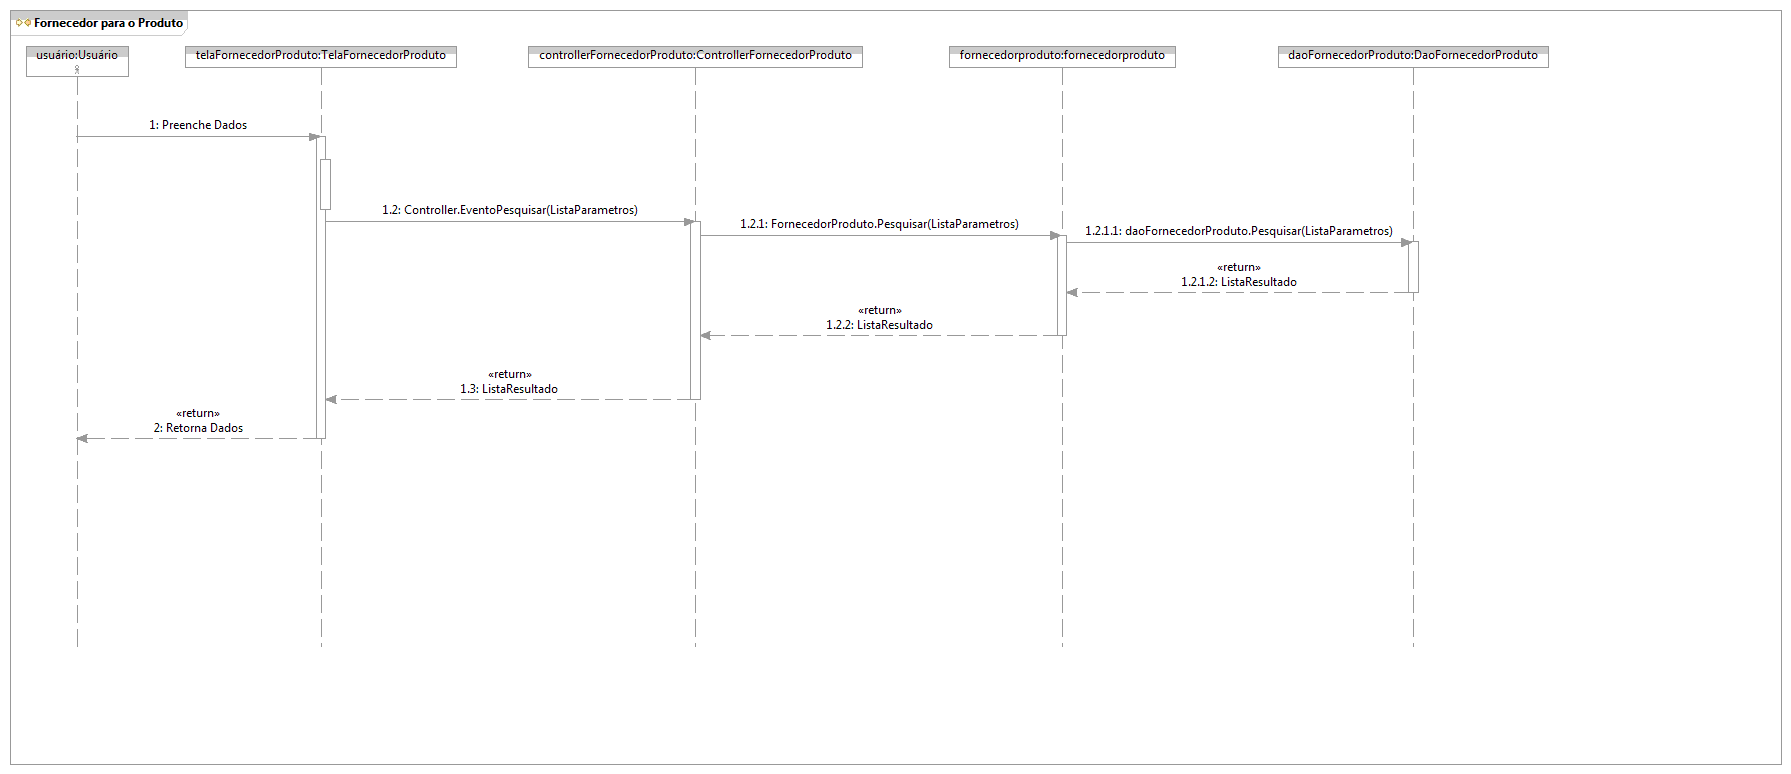 Fornecedor para o Produto
usuário:Usuário
telaFornecedorProduto:TelaFornecedorProduto
controllerFornecedorProduto:ControllerFornecedorProduto
fornecedorproduto:fornecedorproduto
daoFornecedorProduto:DaoFornecedorProduto
1: Preenche Dados
1.2: Controller.EventoPesquisar(ListaParametros)
1.2.1: FornecedorProduto.Pesquisar(ListaParametros)
1.2.1.1: daoFornecedorProduto.Pesquisar(ListaParametros)
«return»
1.2.1.2: ListaResultado
«return»
1.2.2: ListaResultado
«return»
1.3: ListaResultado
«return»
2: Retorna Dados